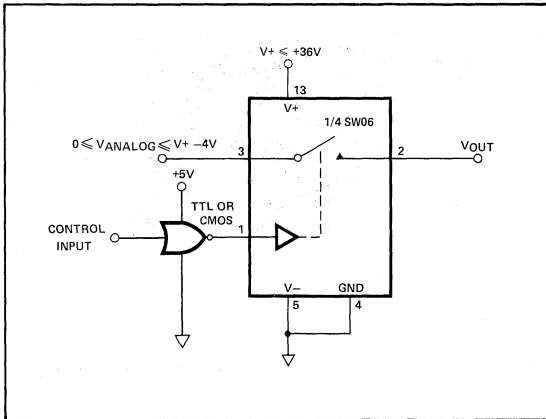 V+ ≤ +36V
13
V+
1/4 SW06
0 ≤ VANALOG ≤ V+ −4V
3
2
VOUT
+5V
TTL OR
CMOS
CONTROL
INPUT
1
V−
GND
5
4